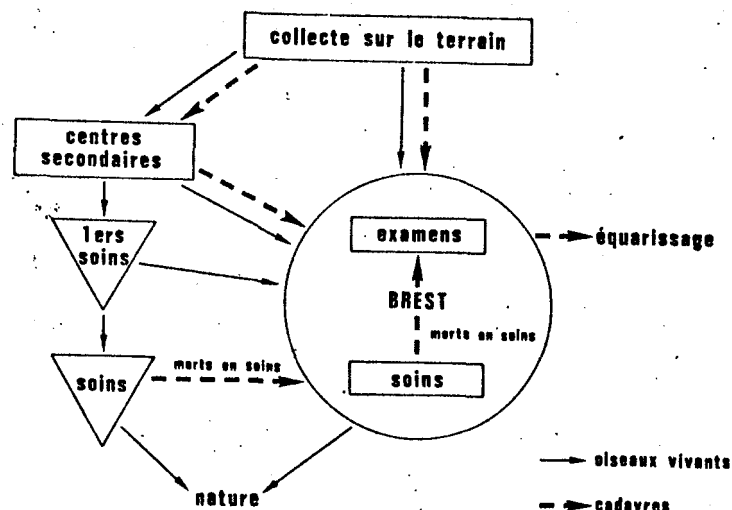 collecte sur le terrain
centres
secondaires
1ers
soins
examens
équarissage
BREST
morts en soins
morts en soins
soins
soins
nature
oiseaux vivants
cadavres